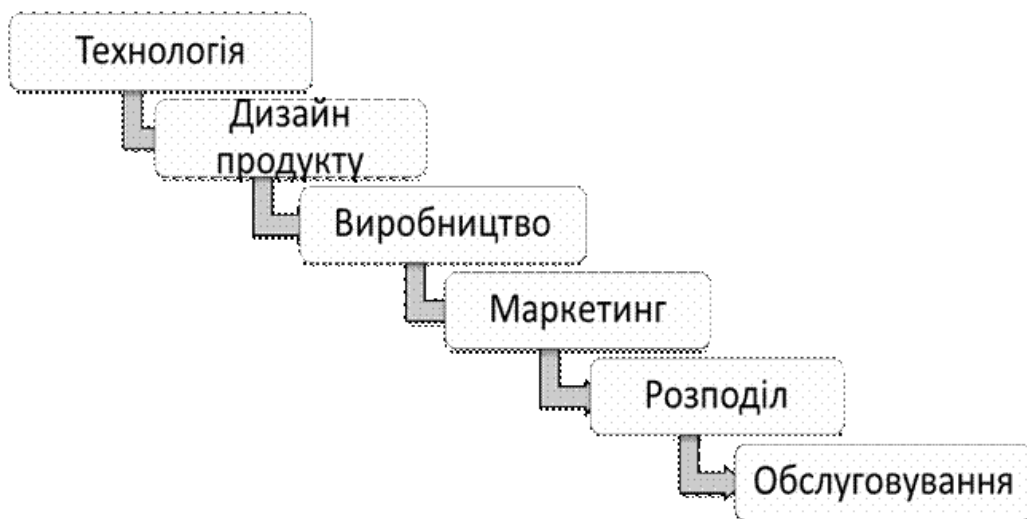 Технологія
Дизайн
продукту
Виробництво
Маркетинг
Розподіл
Обслуговування